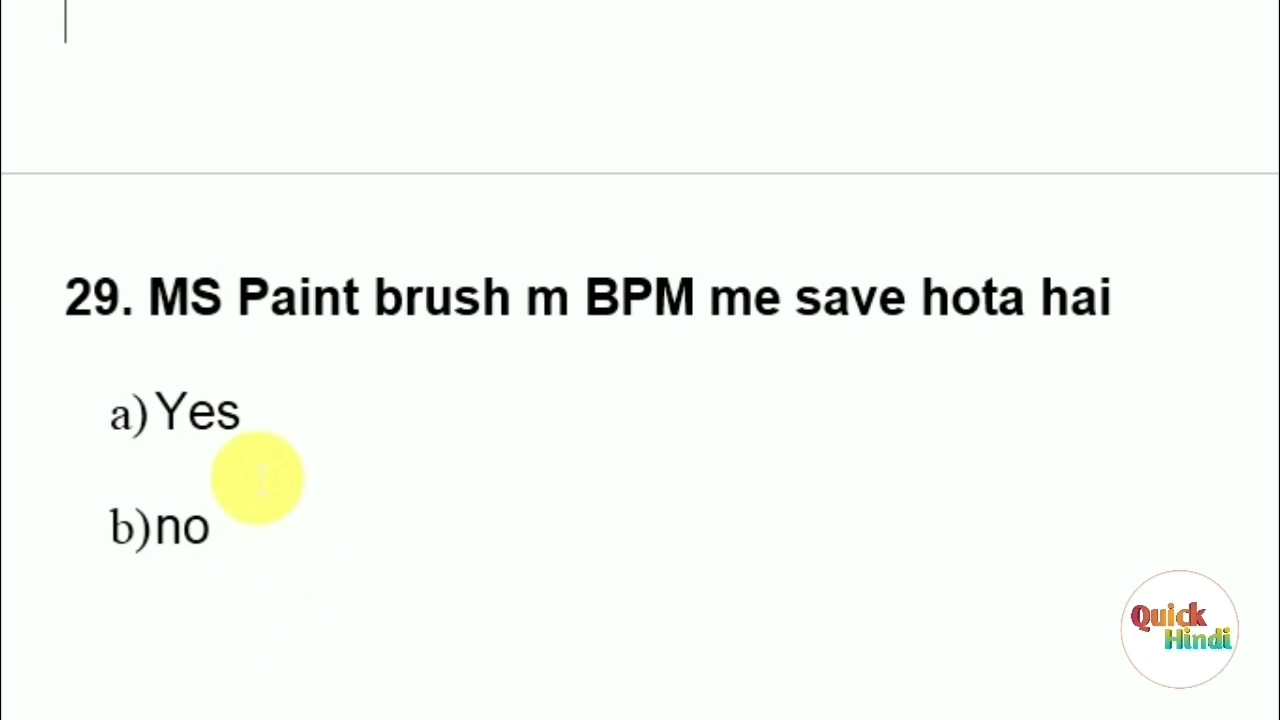 29. MS Paint brush m BPM me save hota hai
a) Yes
b) no
Quick
Hindi